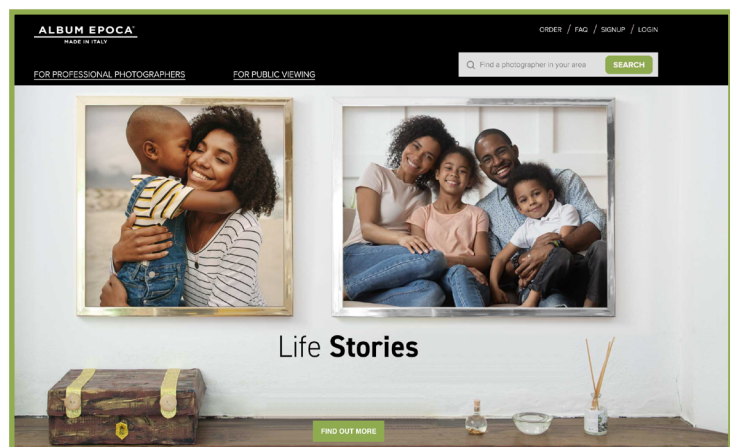 ALBUM EPOCA
MADE IN ITALY
ORDER / FAQ / SIGNUP / LOGIN
Find a photographer in your area
SEARCH
FOR PROFESSIONAL PHOTOGRAPHERS
FOR PUBLIC VIEWING
Life Stories
FIND OUT MORE